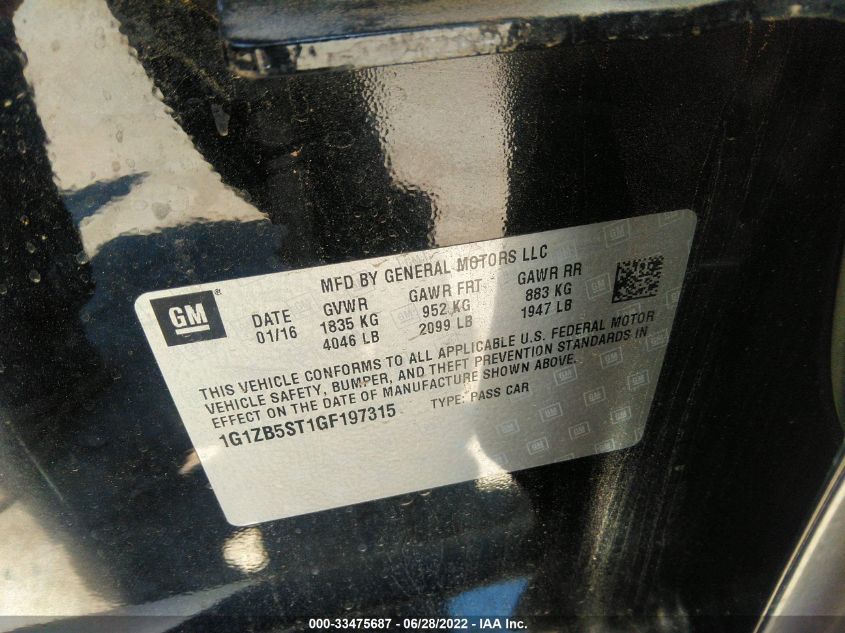 MFD BY GENERAL MOTORS LLC
GM ® DATE GVWR GAWR FRT GAWR RR
01/16 1835 KG 952 KG 883 KG
4046 LB 2099 LB 1947 LB
THIS VEHICLE CONFORMS TO ALL APPLICABLE U.S. FEDERAL MOTOR
VEHICLE SAFETY, BUMPER, AND THEFT PREVENTION STANDARDS IN
EFFECT ON THE DATE OF MANUFACTURE SHOWN ABOVE.
1G1ZB5ST1GF197315 TYPE: PASS CAR
000-33475687 - 06/28/2022 - IAA Inc.